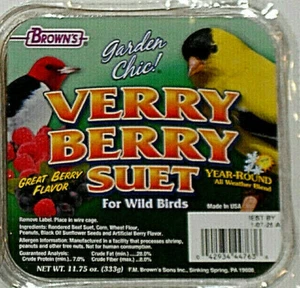 BROWN'S
Garden
Chic!
VERRY
BERRY
SUET
GREAT BERRY
FLAVOR
For Wild Birds
YEAR-ROUND
All Weather Blend
Made In USA
Remove Label. Place in wire cage.
Ingredients: Rendered Beef Suet, Corn, Wheat Flour,
Peanuts, Black Oil Sunflower Seeds and Artificial Berry Flavor.
Allergen Information: Manufactured in a facility that processes shrimp,
peanuts and other tree nuts. Not for human consumption.
Guaranteed Analysis: Crude Fat (min.) 20.0%
Crude Protein (min.) 7.0% Crude Fiber (max.)
NET WT. 11.75 oz. (333g)
F.M. Brown's Sons Inc., Sinking Spring, PA 19608.
BEST BY
42934 44763